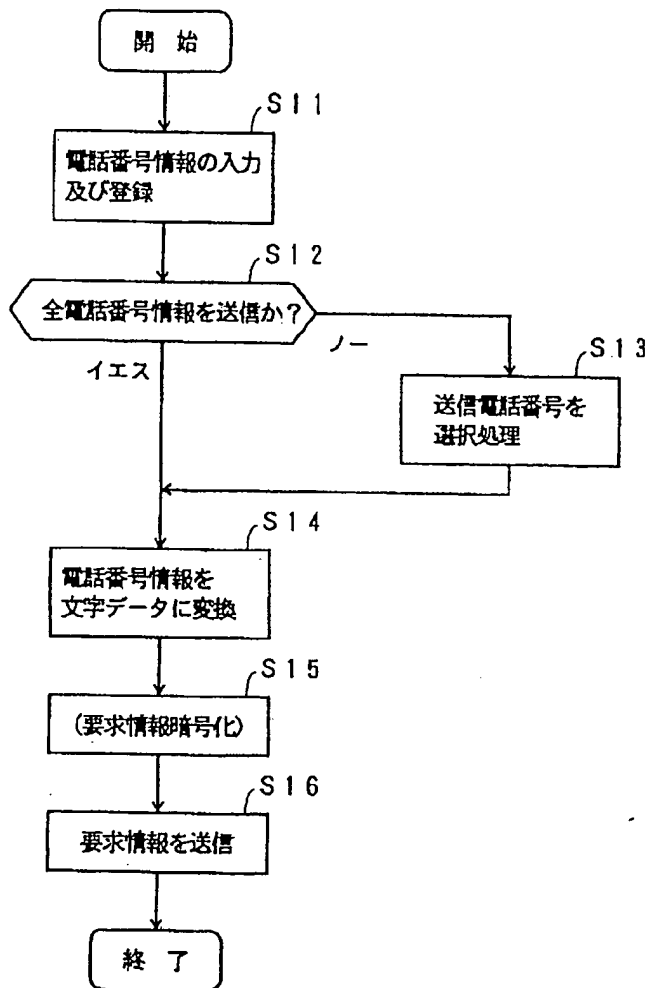 開 始
S11
電話番号情報の入力
及び登録
S12
全電話番号情報を送信か?
イエス
ノー
S13
送信電話番号を
選択処理
S14
電話番号情報を
文字データに変換
S15
(要求情報暗号化)
S16
要求情報を送信
終 了